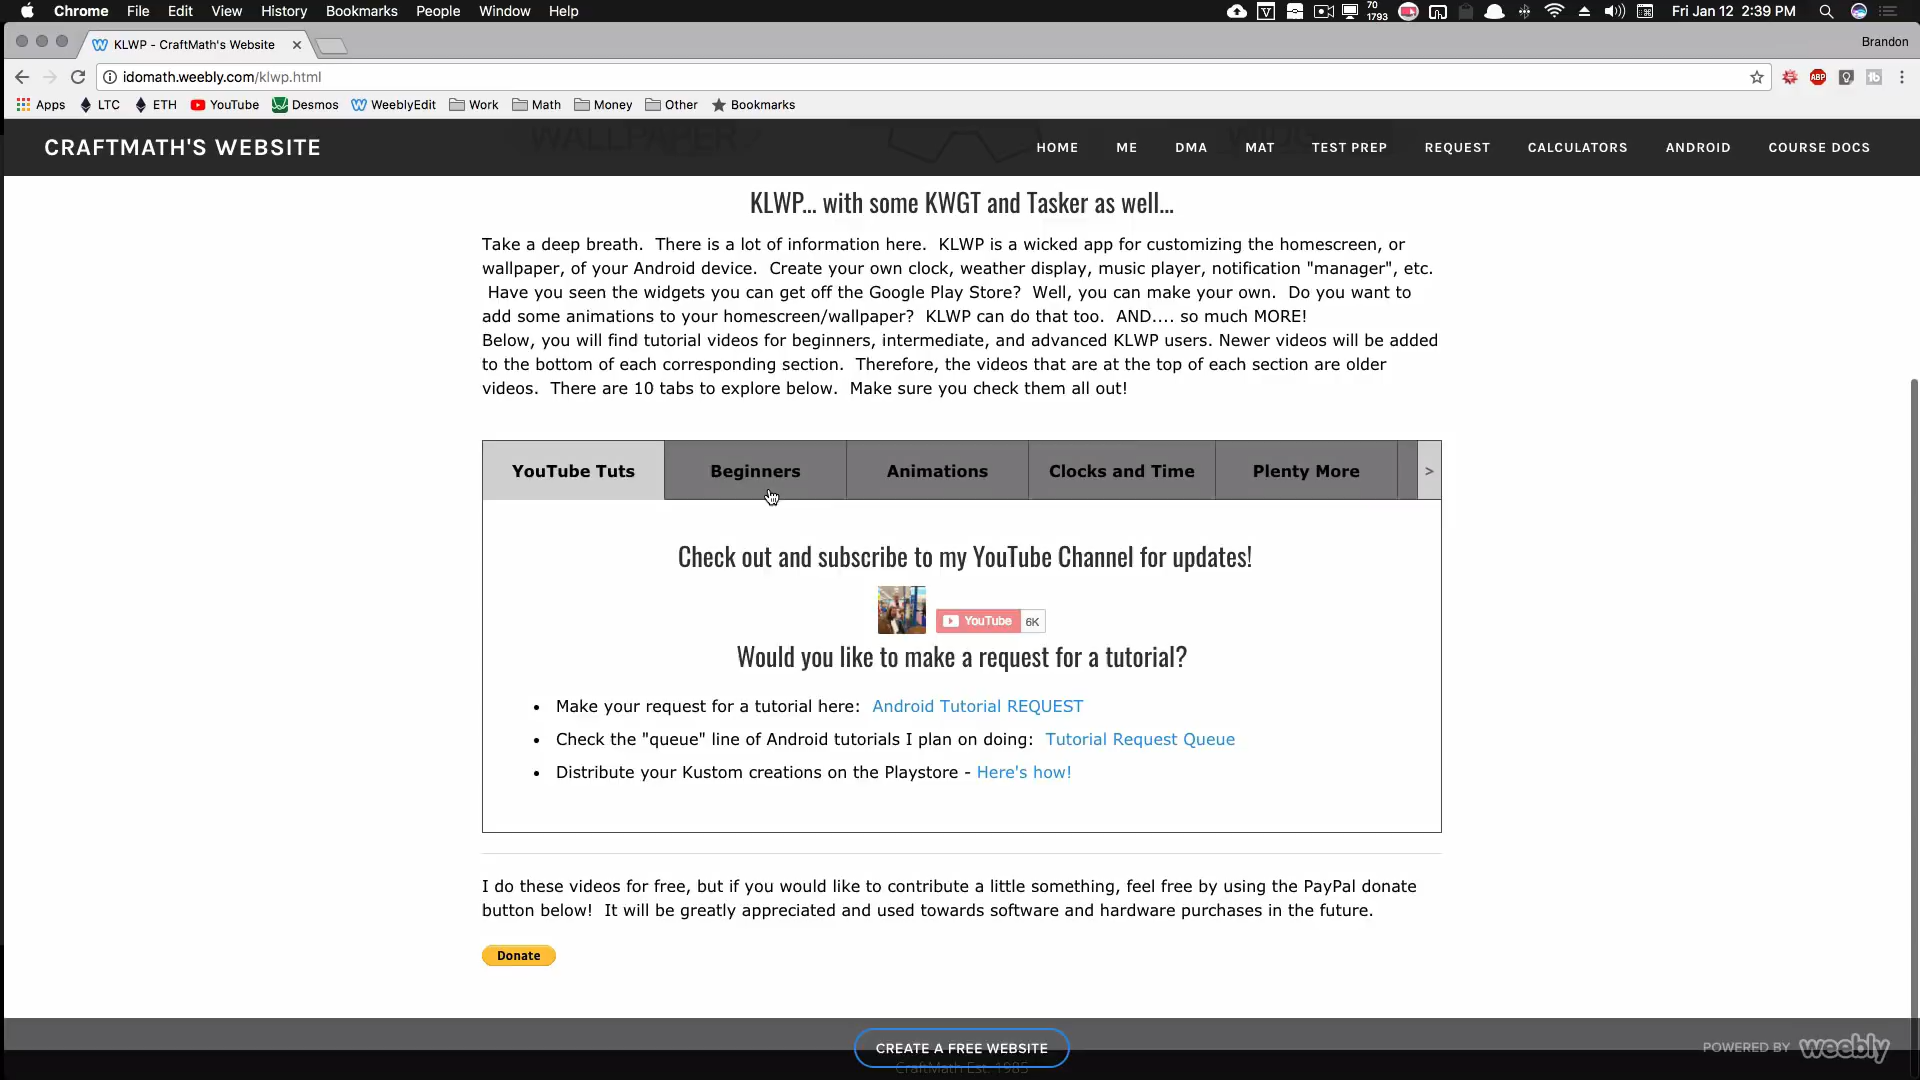 Chrome File Edit View History Bookmarks People Window Help
70
1793
Fri Jan 12 2:39 PM
KLWP - CraftMath's Website
Brandon
idomath.weebly.com/klwp.html
ABP
Apps LTC ETH YouTube Desmos WeeblyEdit Work Math Money Other Bookmarks
WALLPAPER
CRAFTMATH'S WEBSITE
HOME ME DMA MAT TEST PREP REQUEST CALCULATORS ANDROID COURSE DOCS
KLWP... with some KWGT and Tasker as well...
Take a deep breath. There is a lot of information here. KLWP is a wicked app for customizing the homescreen, or
wallpaper, of your Android device. Create your own clock, weather display, music player, notification "manager", etc.
Have you seen the widgets you can get off the Google Play Store? Well, you can make your own. Do you want to
add some animations to your homescreen/wallpaper? KLWP can do that too. AND.... so much MORE!
Below, you will find tutorial videos for beginners, intermediate, and advanced KLWP users. Newer videos will be added
to the bottom of each corresponding section. Therefore, the videos that are at the top of each section are older
videos. There are 10 tabs to explore below. Make sure you check them all out!
YouTube Tuts Beginners Animations Clocks and Time Plenty More >
Check out and subscribe to my YouTube Channel for updates!
YouTube 6K
Would you like to make a request for a tutorial?
• Make your request for a tutorial here: Android Tutorial REQUEST
• Check the "queue" line of Android tutorials I plan on doing: Tutorial Request Queue
• Distribute your Kustom creations on the Playstore - Here's how!
I do these videos for free, but if you would like to contribute a little something, feel free by using the PayPal donate
button below! It will be greatly appreciated and used towards software and hardware purchases in the future.
Donate
CREATE A FREE WEBSITE
POWERED BY weebly
CraftMath Est. 1985